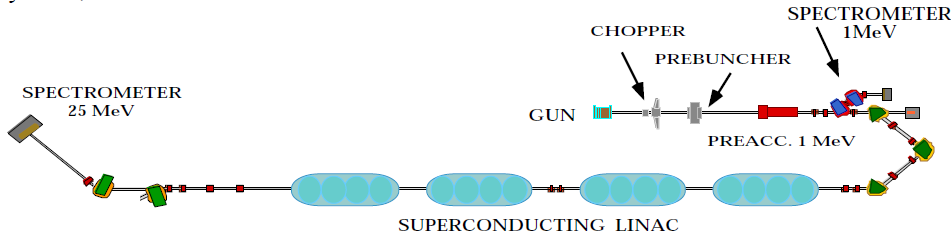 SPECTROMETER
1MeV
CHOPPER
PREBUNCHER
SPECTROMETER
25 MeV
GUN
PREACC. 1 MeV
SUPERCONDUCTING LINAC